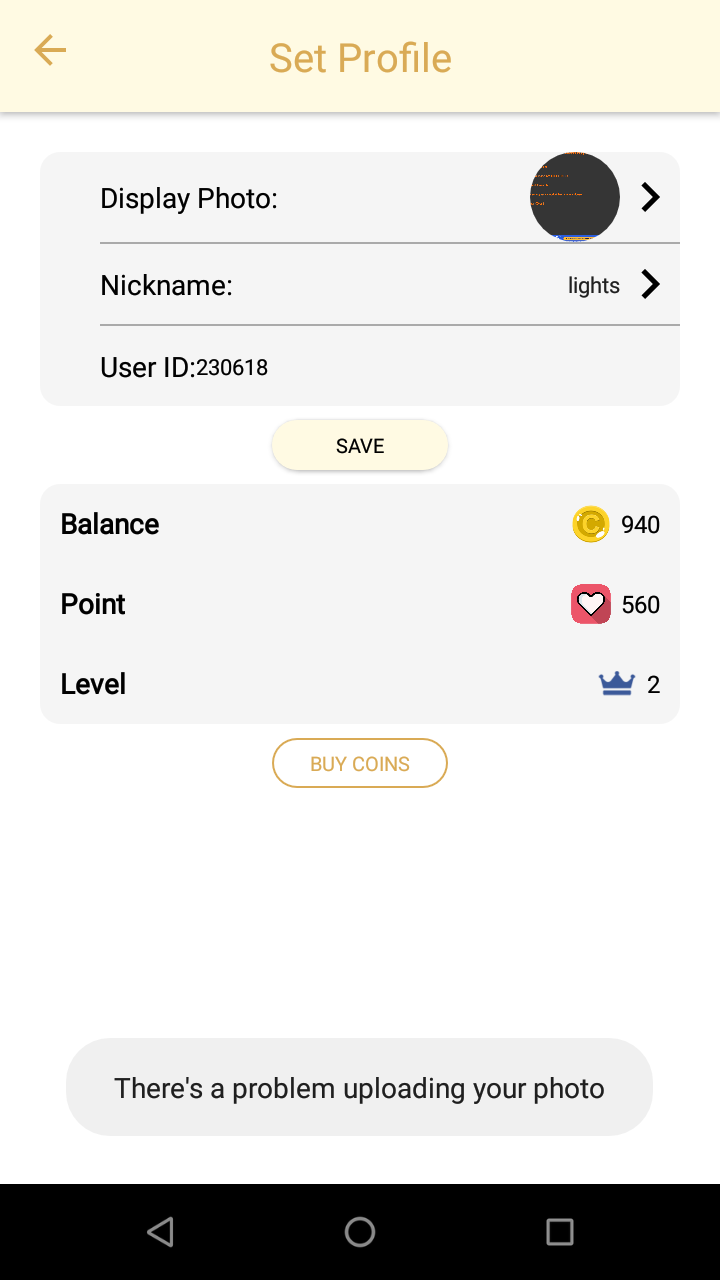 Set Profile
Display Photo:
Nickname: lights
User ID:230618
SAVE
Balance 940
Point 560
Level 2
BUY COINS
There's a problem uploading your photo